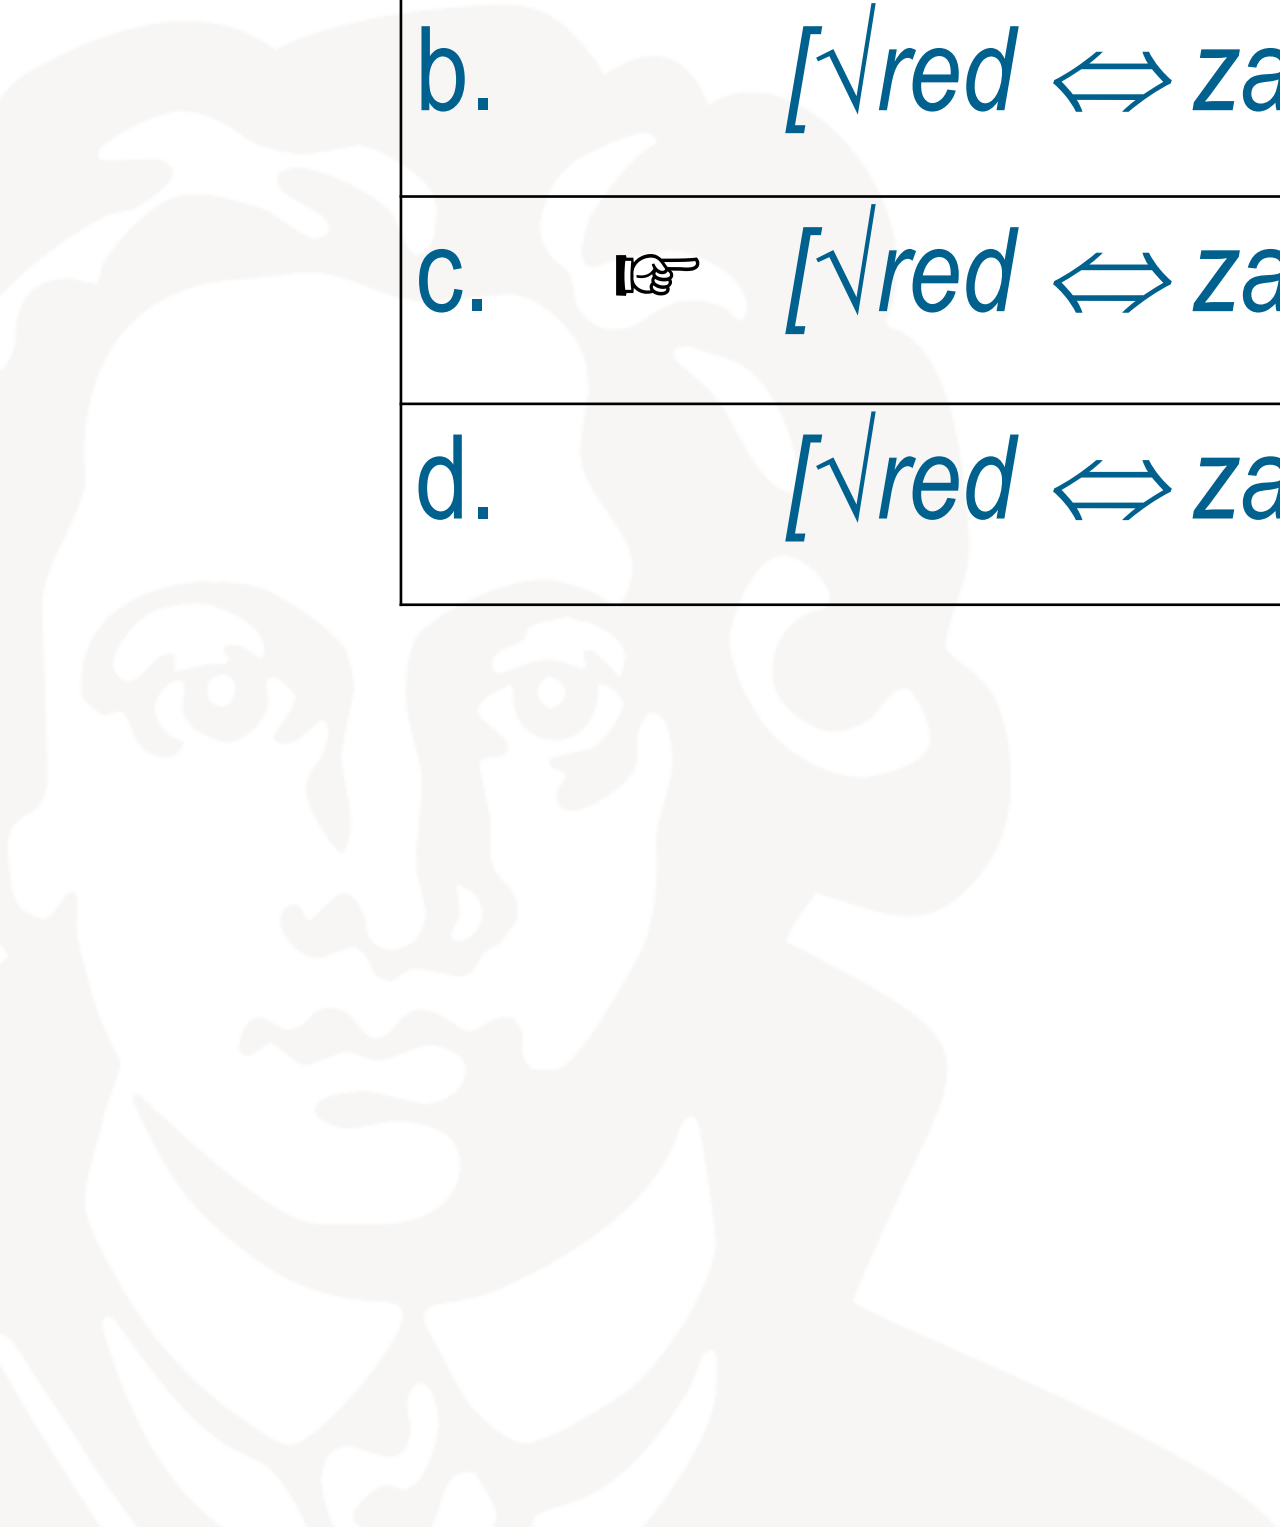 b. [√red ⇔ za
c. ☞ [√red ⇔ za
d. [√red ⇔ za